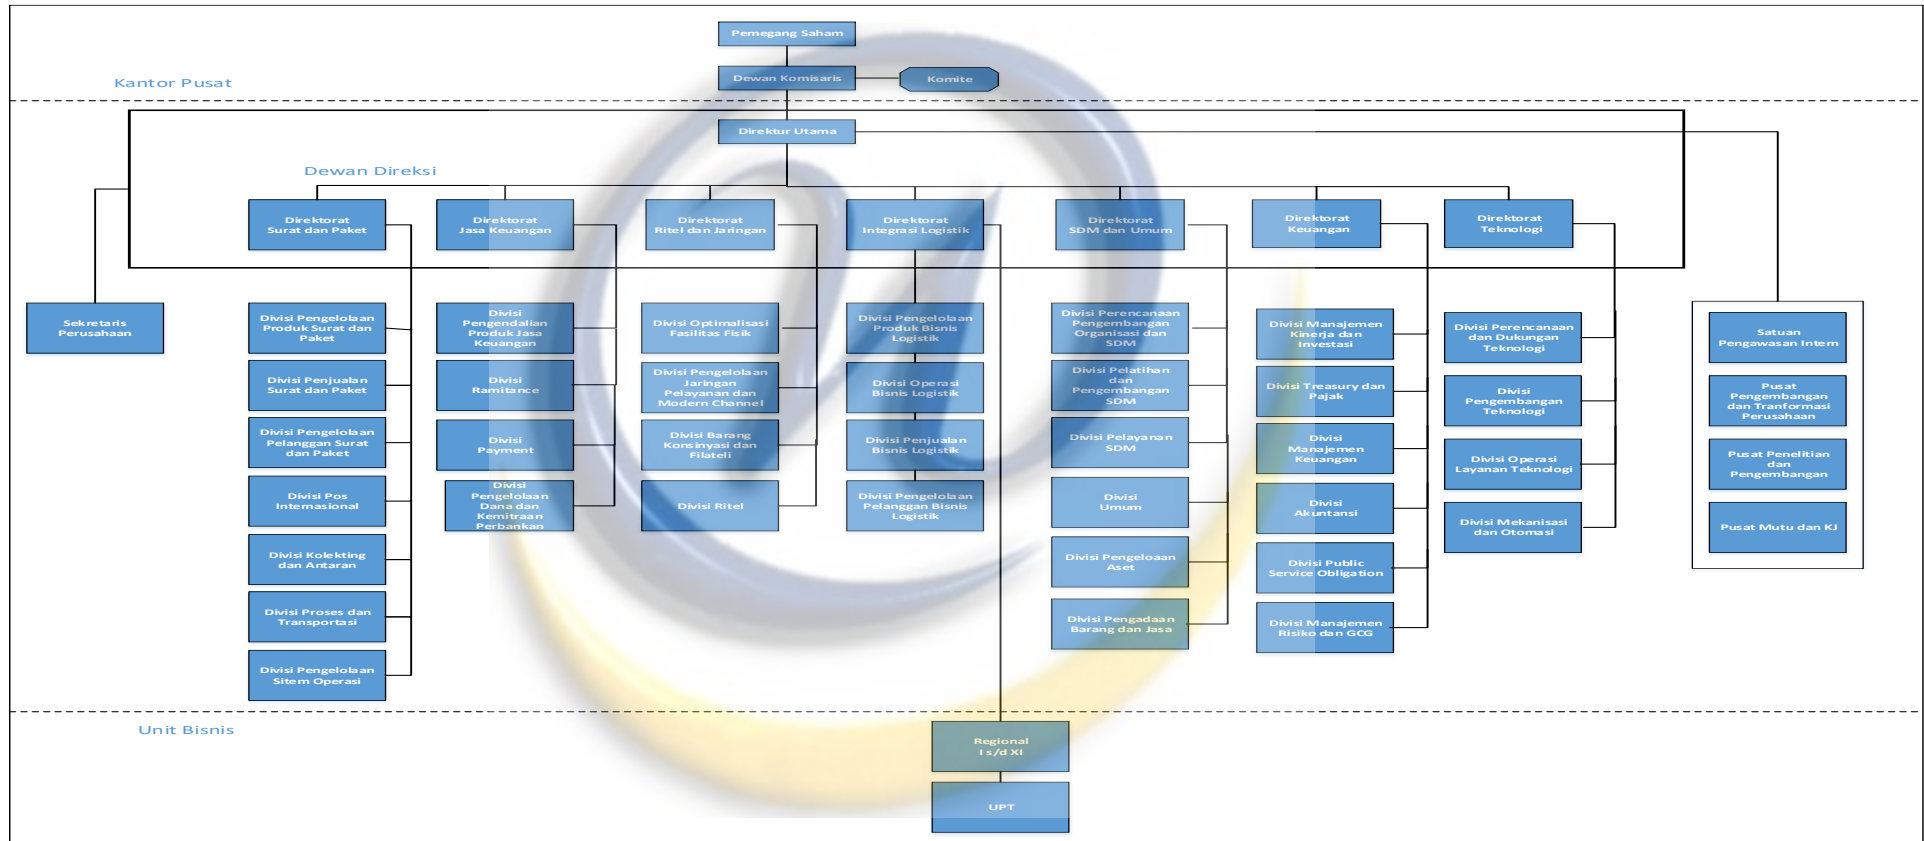 Pemegang Saham
Dewan Komisaris
Komite
Kantor Pusat
Direktur Utama
Dewan Direksi
Direktorat
Surat dan Paket
Direktorat
Jasa Keuangan
Direktorat
Ritel dan Jaringan
Direktorat
Integrasi Logistik
Direktorat
SDM dan Umum
Direktorat
Keuangan
Direktorat
Teknologi
Sekretaris
Perusahaan
Divisi Pengelolaan
Produk Surat dan
Paket
Divisi Penjualan
Surat dan Paket
Divisi Pengelolaan
Pelanggan Surat
dan Paket
Divisi Pos
Internasional
Divisi Kolekting
dan Antaran
Divisi Proses dan
Transportasi
Divisi Pengelolaan
Sitem Operasi
Divisi
Pengendalian
Produk Jasa
Keuangan
Divisi
Ramitance
Divisi
Payment
Divisi
Pengelolaan
Dana dan
Kemitraan
Perbankan
Divisi Optimalisasi
Fasilitas Fisik
Divisi Pengelolaan
Jaringan
Pelayanan dan
Modern Channel
Divisi Barang
Konsinyasi dan
Filateli
Divisi Ritel
Divisi Pengelolaan
Produk Bisnis
Logistik
Divisi Operasi
Bisnis Logistik
Divisi Penjualan
Bisnis Logistik
Divisi Pengelolaan
Pelanggan Bisnis
Logistik
Divisi Perencanaan
Pengembangan
Organisasi dan
SDM
Divisi Pelatihan
dan
Pengembangan
SDM
Divisi Pelayanan
SDM
Divisi
Umum
Divisi Pengeloaan
Aset
Divisi Pengadaan
Barang dan Jasa
Divisi Manajemen
Kinerja dan
Investasi
Divisi Treasury dan
Pajak
Divisi
Manajemen
Keuangan
Divisi
Akuntansi
Divisi Public
Service Obligation
Divisi Manajemen
Risiko dan GCG
Divisi Perencanaan
dan Dukungan
Teknologi
Divisi
Pengembangan
Teknologi
Divisi Operasi
Layanan Teknologi
Divisi Mekanisasi
dan Otomasi
Satuan
Pengawasan Intern
Pusat
Pengembangan
dan Tranformasi
Perusahaan
Pusat Penelitian
dan
Pengembangan
Pusat Mutu dan KJ
Unit Bisnis
Regional
I s/d XI
UPT